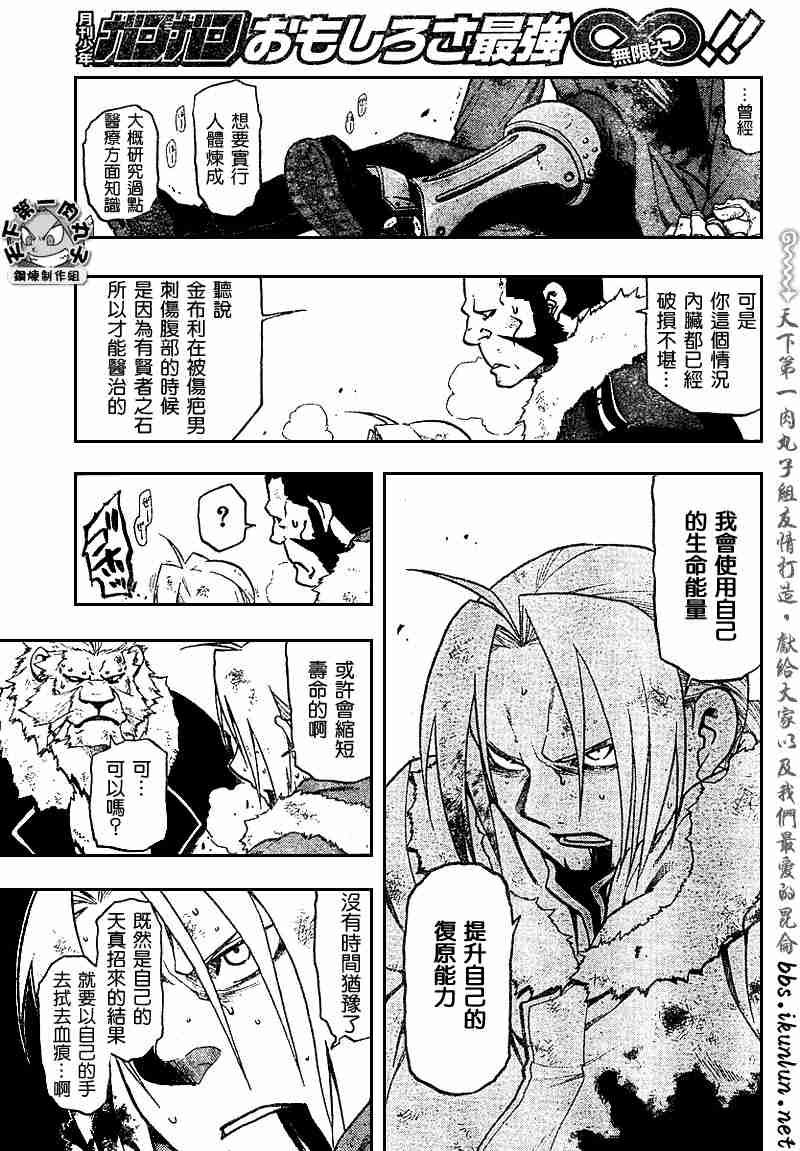 月刊少年
ガンガン
おもしろさ最強
無限大
!!
…曾經
想要實行
人體煉成
大概研究過點
醫療方面知識
天下第一肉丸子
鋼煉制作組
可是
你這個情況
內臟都已經
破損不堪…
聽說
金布利在被傷疤男
刺傷腹部的時候
是因為有賢者之石
所以才能醫治的
我會使用自己
的生命能量
?
ゴホッ
提升自己的
復原能力
或許會縮短
壽命的啊
可…
可以嗎?
沒有時間猶豫了
既然是自己的
天真招來的結果
就要以自己的手
去拭去血痕…啊
天下第一肉丸子組友情打造，獻給大家以及我們最愛的昆侖 bbs.ikunlun.net